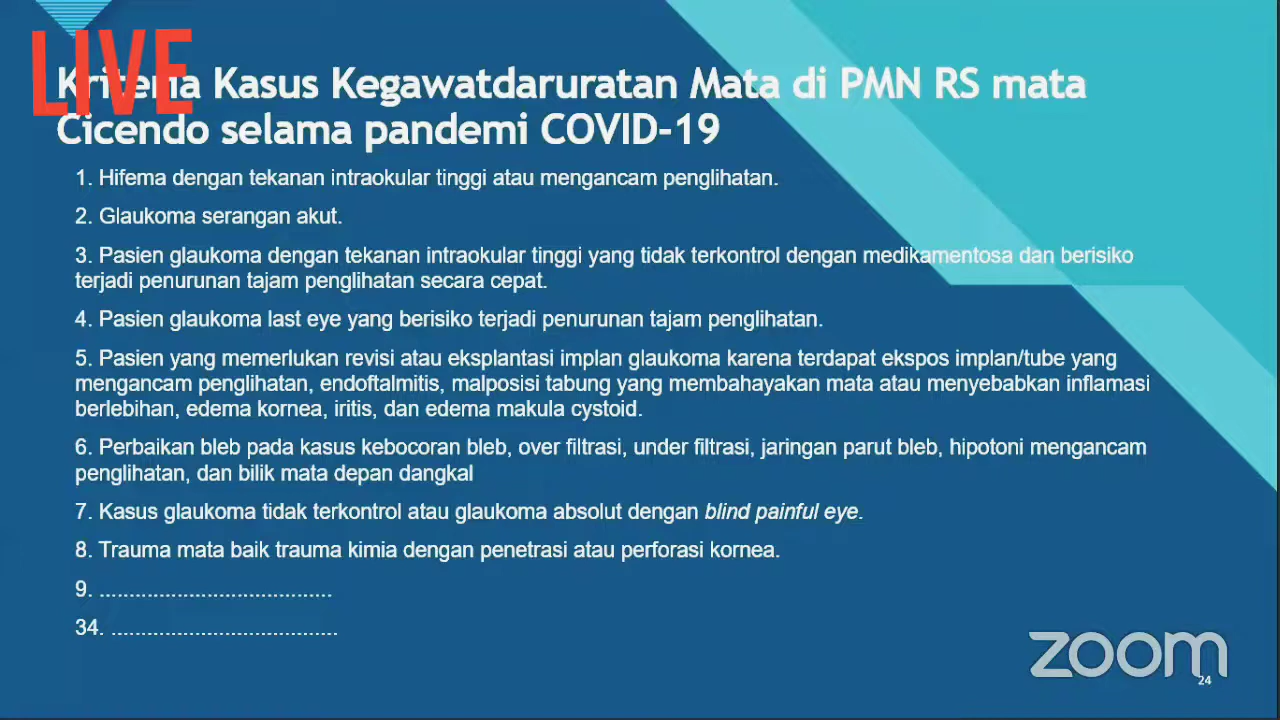 LIVE
Kriteria Kasus Kegawatdaruratan Mata di PMN RS mata
Cicendo selama pandemi COVID-19
1. Hifema dengan tekanan intraokular tinggi atau mengancam penglihatan.
2. Glaukoma serangan akut.
3. Pasien glaukoma dengan tekanan intraokular tinggi yang tidak terkontrol dengan medikamentosa dan berisiko
terjadi penurunan tajam penglihatan secara cepat.
4. Pasien glaukoma last eye yang berisiko terjadi penurunan tajam penglihatan.
5. Pasien yang memerlukan revisi atau eksplantasi implan glaukoma karena terdapat ekspos implan/tube yang
mengancam penglihatan, endoftalmitis, malposisi tabung yang membahayakan mata atau menyebabkan inflamasi
berlebihan, edema kornea, iritis, dan edema makula cystoid.
6. Perbaikan bleb pada kasus kebocoran bleb, over filtrasi, under filtrasi, jaringan parut bleb, hipotoni mengancam
penglihatan, dan bilik mata depan dangkal
7. Kasus glaukoma tidak terkontrol atau glaukoma absolut dengan blind painful eye.
8. Trauma mata baik trauma kimia dengan penetrasi atau perforasi kornea.
9. .......................................
34. ......................................
zoom
24